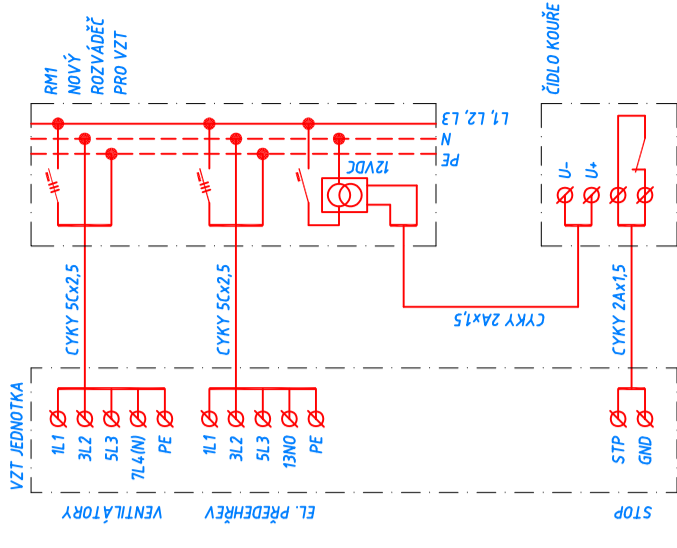 RM1
NOVÝ
ROZVÁDĚČ
PRO VZT
ČIDLO KOUŘE
L1, L2, L3
N
PE
12VDC
U-
U+
CYKY 5Cx2,5
CYKY 5Cx2,5
CYKY 2Ax1,5
CYKY 2Ax1,5
VZT JEDNOTKA
1L1
3L2
5L3
7L4(N)
PE
1L1
3L2
5L3
13NO
PE
STP
GND
VENTILÁTORY
EL. PŘEDEHŘEV
STOP